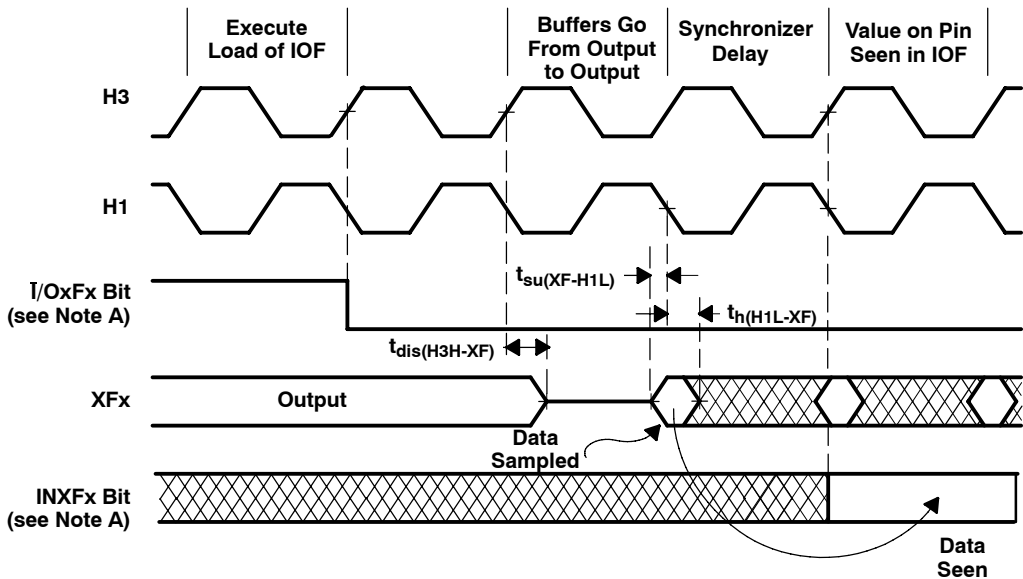 Execute
Load of IOF
Buffers Go
From Output
to Output
Synchronizer
Delay
Value on Pin
Seen in IOF
H3
H1
Ī/OxFx Bit
(see Note A)
tsu(XF-H1L)
th(H1L-XF)
tdis(H3H-XF)
XFx
Output
Data
Sampled
INXFx Bit
(see Note A)
Data
Seen